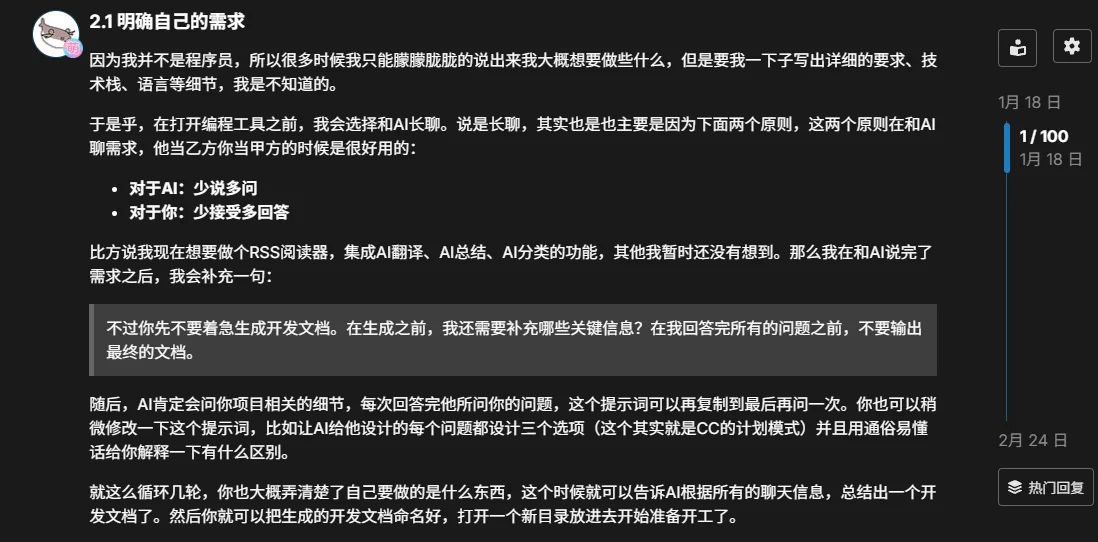 2.1 明确自己的需求
因为我并不是程序员，所以很多时候我只能朦朦胧胧的说出来我大概想要做些什么，但是要我一下子写出详细的要求、技
术栈、语言等细节，我是不知道的。
于是乎，在打开编程工具之前，我会选择和AI长聊。说是长聊，其实也是也主要是因为下面两个原则，这两个原则在和AI
聊需求，他当乙方你当甲方的时候是很好用的：
• 对于AI：少说多问
• 对于你：少接受多回答
比方说我现在想要做个RSS阅读器，集成AI翻译、AI总结、AI分类的功能，其他我暂时还没有想到。那么我在和AI说完了
需求之后，我会补充一句：
不过你先不要着急生成开发文档。在生成之前，我还需要补充哪些关键信息？在我回答完所有的问题之前，不要输出
最终的文档。
随后，AI肯定会问你项目相关的细节，每次回答完他所问你的问题，这个提示词可以再复制到最后再问一次。你也可以稍
微修改一下这个提示词，比如让AI给他设计的每个问题都设计三个选项（这个其实就是CC的计划模式）并且用通俗易懂
话给你解释一下有什么区别。
就这么循环几轮，你也大概弄清楚了自己要做的是什么东西，这个时候就可以告诉AI根据所有的聊天信息，总结出一个开
发文档了。然后你就可以把生成的开发文档命名好，打开一个新目录放进去开始准备开工了。
萌
1月 18 日
1 / 100
1月 18 日
2月 24 日
热门回复